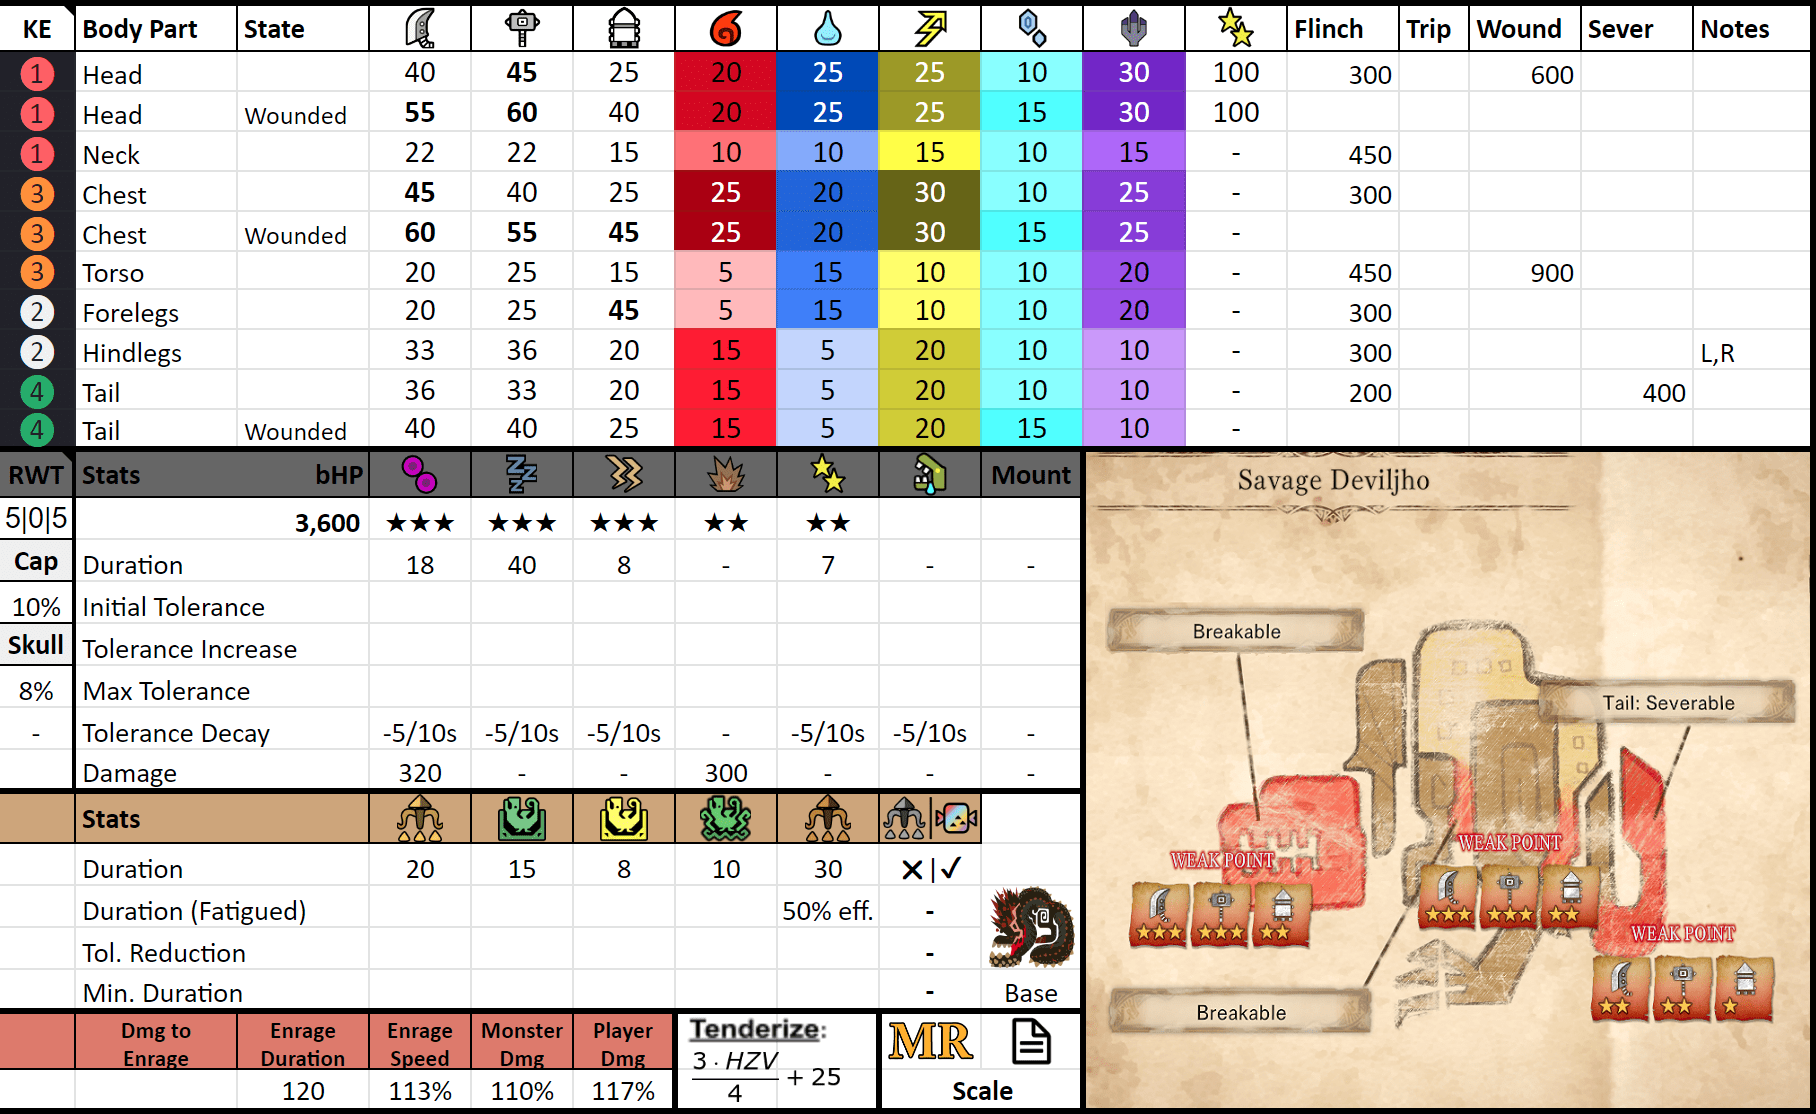 KE Body Part State Flinch Trip Wound Sever Notes
1 Head 40 45 25 20 25 25 10 30 100 300 600
1 Head Wounded 55 60 40 20 25 25 15 30 100
1 Neck 22 22 15 10 10 15 10 15 - 450
3 Chest 45 40 25 25 20 30 10 25 - 300
3 Chest Wounded 60 55 45 25 20 30 15 25 -
3 Torso 20 25 15 5 15 10 10 20 - 450 900
2 Forelegs 20 25 45 5 15 10 10 20 - 300
2 Hindlegs 33 36 20 15 5 20 10 10 - 300 L,R
4 Tail 36 33 20 15 5 20 10 10 - 200 400
4 Tail Wounded 40 40 25 15 5 20 15 10 -
RWT Stats bHP Mount
5|0|5 3,600 ★★★ ★★★ ★★★ ★★ ★★
Cap Duration 18 40 8 - 7 - -
10% Initial Tolerance
Skull Tolerance Increase
8% Max Tolerance
- Tolerance Decay -5/10s -5/10s -5/10s - -5/10s -5/10s -
Damage 320 - - 300 - - -
Stats
Duration 20 15 8 10 30 ✕|✓
Duration (Fatigued) 50% eff. -
Tol. Reduction -
Min. Duration - Base
Dmg to Enrage Enrage Duration Enrage Speed Monster Dmg Player Dmg
120 113% 110% 117%
Tenderize:
3 · HZV
4
+ 25
MR
Scale
Savage Deviljho
Breakable
Tail: Severable
WEAK POINT
WEAK POINT
WEAK POINT
Breakable